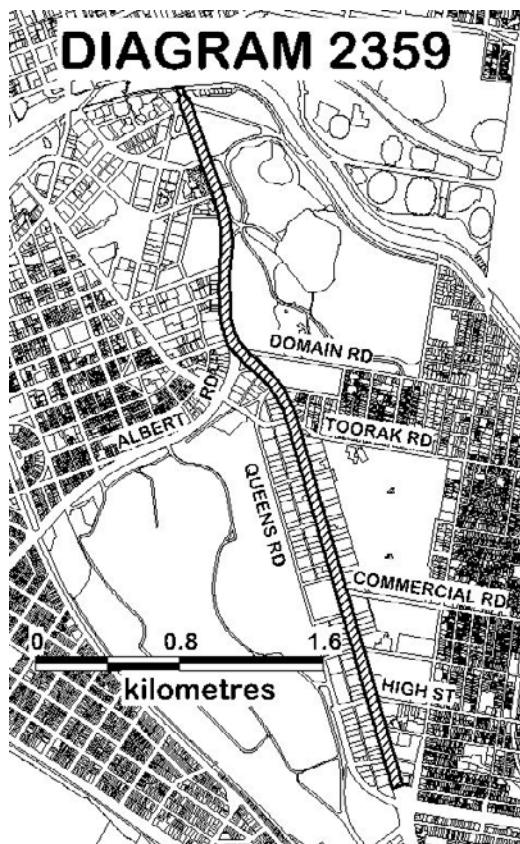 DIAGRAM 2359
DOMAIN RD
ALBERT RD
TOORAK RD
QUEENS RD
COMMERCIAL RD
0 0.8 1.6
kilometres
HIGH ST